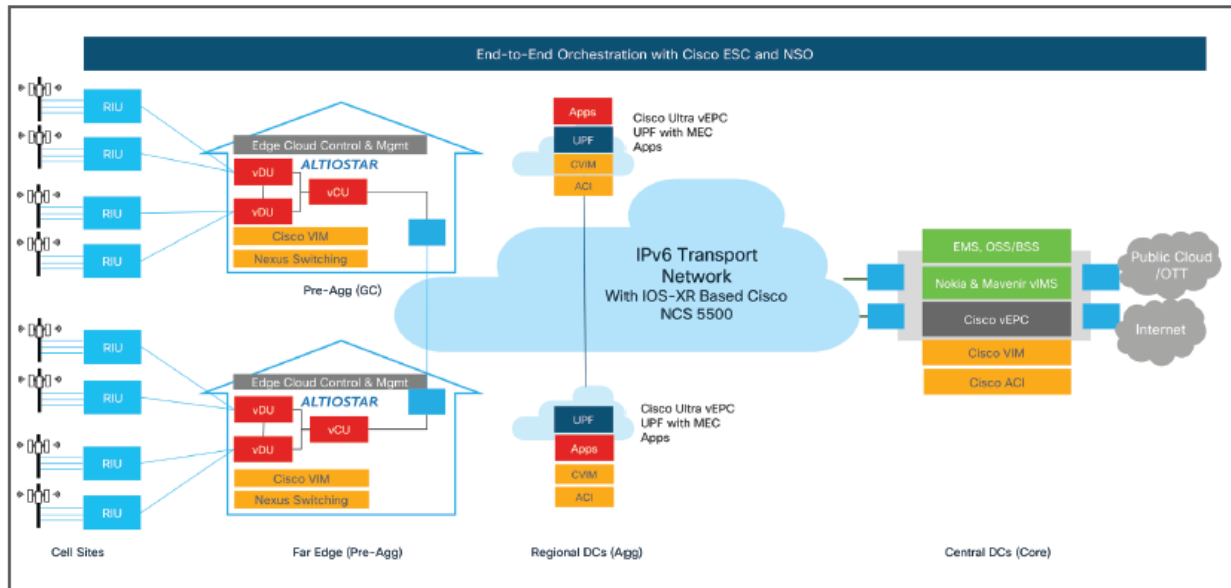 End-to-End Orchestration with Cisco ESC and NSO
RIU
RIU
RIU
RIU
Edge Cloud Control & Mgmt
ALTIOSTAR
vDU
vCU
vDU
Cisco VIM
Nexus Switching
Pre-Agg (GC)
Apps
UPF
CVIM
ACI
Cisco Ultra vEPC
UPF with MEC
Apps
IPv6 Transport
Network
With IOS-XR Based Cisco
NCS 5500
EMS, OSS/BSS
Nokia & Mavenir vIMS
Cisco vEPC
Cisco VIM
Cisco ACI
Public Cloud
/OTT
Internet
RIU
RIU
RIU
RIU
Edge Cloud Control & Mgmt
ALTIOSTAR
vDU
vCU
vDU
Cisco VIM
Nexus Switching
UPF
Apps
CVIM
ACI
Cisco Ultra vEPC
UPF with MEC
Apps
Cell Sites
Far Edge (Pre-Agg)
Regional DCs (Agg)
Central DCs (Core)